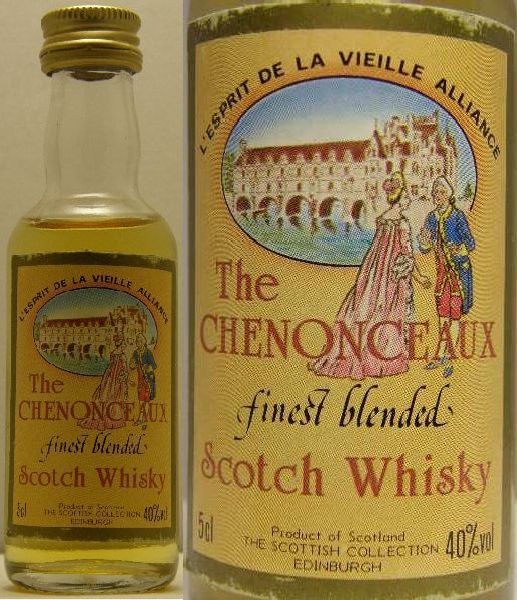 L'ESPRIT DE LA VIEILLE ALLIANCE
The
CHENONCEAUX
finest blended
Scotch Whisky
5cl
Product of Scotland
THE SCOTTISH COLLECTION
EDINBURGH
40%vol
L'ESPRIT DE LA VIEILLE ALLIANCE
The
CHENONCEAUX
finest blended
Scotch Whisky
5cl
Product of Scotland
THE SCOTTISH COLLECTION
EDINBURGH
40%vol